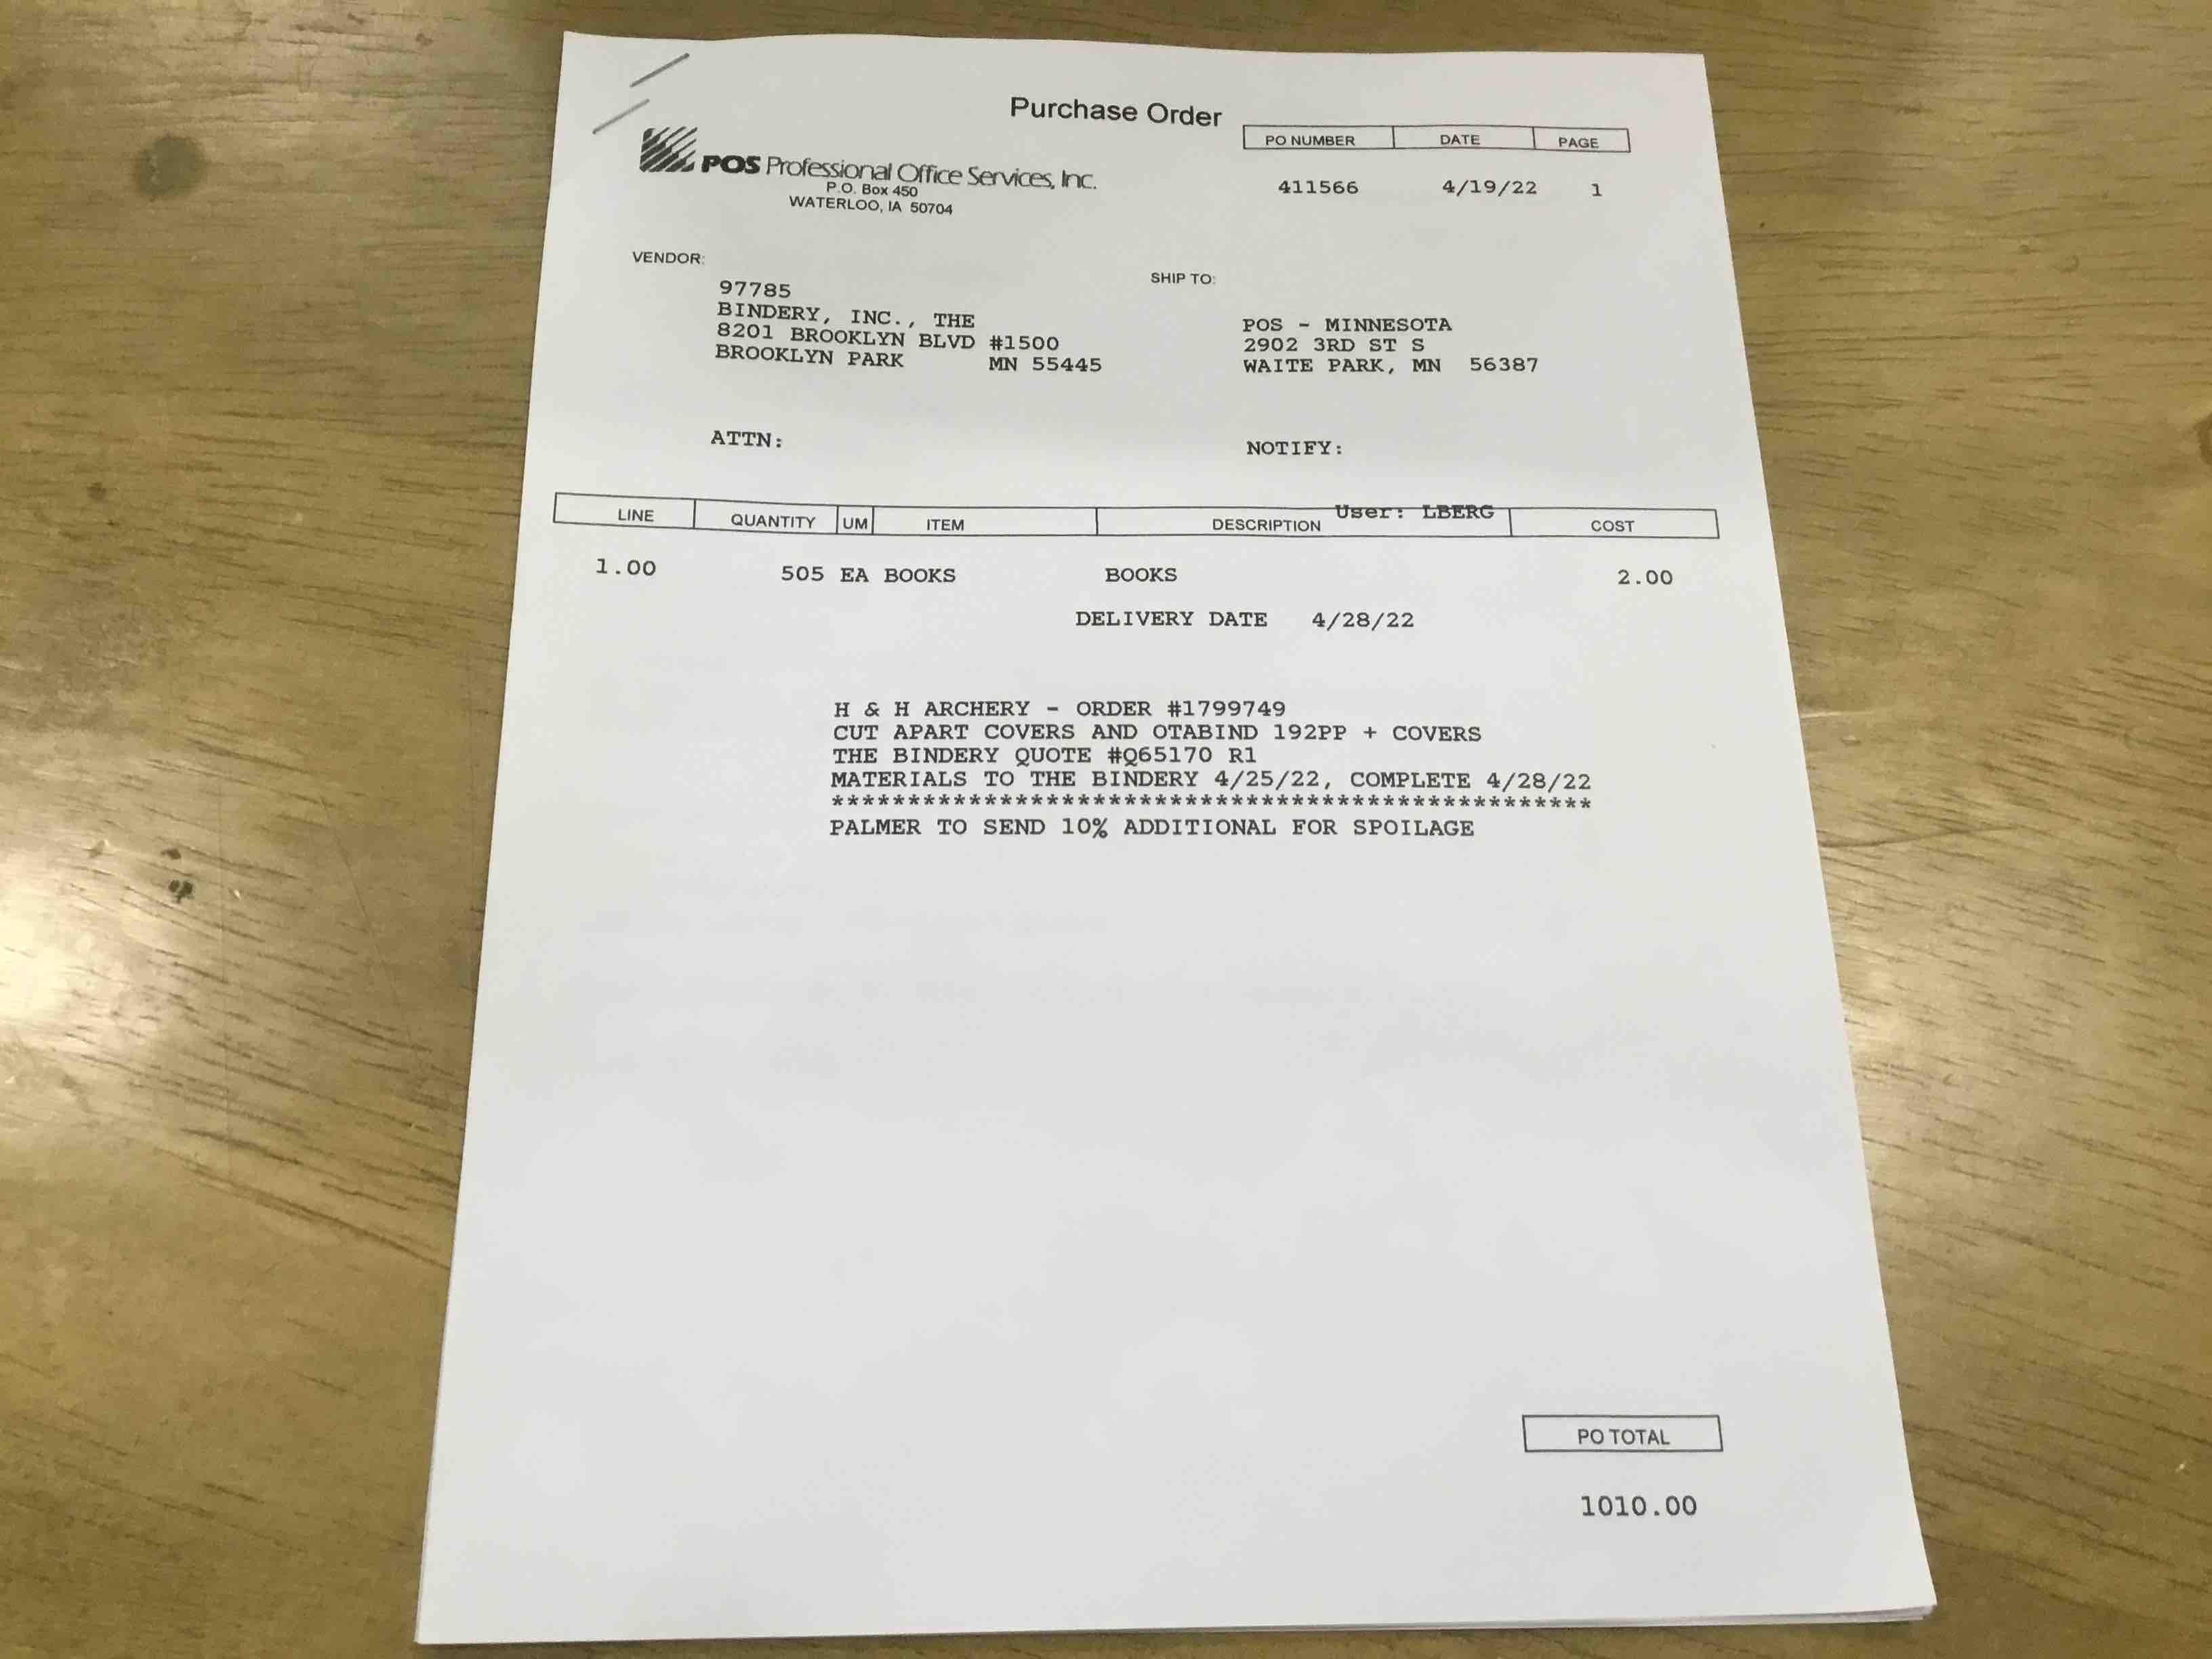 Purchase Order
PO NUMBER DATE PAGE
POS Professional Office Services, Inc.
P.O. Box 450
WATERLOO, IA 50704
411566 4/19/22 1
VENDOR:
97785
BINDERY, INC., THE
8201 BROOKLYN BLVD #1500
BROOKLYN PARK MN 55445
SHIP TO:
POS - MINNESOTA
2902 3RD ST S
WAITE PARK, MN 56387
ATTN:
NOTIFY:
User: LBERG
LINE QUANTITY UM ITEM DESCRIPTION COST
1.00 505 EA BOOKS BOOKS 2.00
DELIVERY DATE 4/28/22
H & H ARCHERY - ORDER #1799749
CUT APART COVERS AND OTABIND 192PP + COVERS
THE BINDERY QUOTE #Q65170 R1
MATERIALS TO THE BINDERY 4/25/22, COMPLETE 4/28/22
**************************************************
PALMER TO SEND 10% ADDITIONAL FOR SPOILAGE
PO TOTAL
1010.00